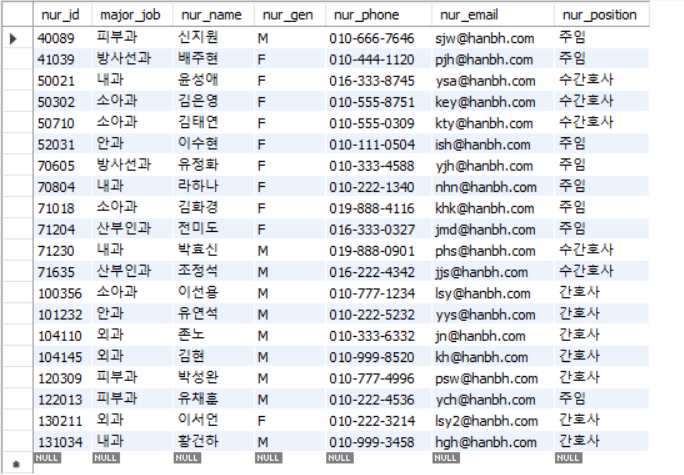 nur_id major_job nur_name nur_gen nur_phone nur_email nur_position
40089 피부과 신지원 M 010-666-7646 sjw@hanbh.com 주임
41039 방사선과 배주현 F 010-444-1120 pjh@hanbh.com 주임
50021 내과 윤성애 F 016-333-8745 ysa@hanbh.com 수간호사
50302 소아과 김은영 F 010-555-8751 key@hanbh.com 수간호사
50710 소아과 김태연 F 010-555-0309 kty@hanbh.com 수간호사
52031 안과 이수현 F 010-111-0504 ish@hanbh.com 주임
70605 방사선과 유정화 F 010-333-4588 yjh@hanbh.com 주임
70804 내과 라하나 F 010-222-1340 nhn@hanbh.com 주임
71018 소아과 김화경 F 019-888-4116 khk@hanbh.com 주임
71204 산부인과 전미도 F 016-333-0327 jmd@hanbh.com 주임
71230 내과 박효신 M 019-888-0901 phs@hanbh.com 수간호사
71635 산부인과 조정석 M 016-222-4342 jjs@hanbh.com 수간호사
100356 소아과 이선용 M 010-777-1234 lsy@hanbh.com 간호사
101232 안과 유연석 M 010-222-5232 yys@hanbh.com 간호사
104110 외과 존노 M 010-333-6332 jn@hanbh.com 간호사
104145 외과 김현 M 010-999-8520 kh@hanbh.com 간호사
120309 피부과 박성완 M 010-777-4996 psw@hanbh.com 간호사
122013 피부과 유채훈 M 010-222-4536 ych@hanbh.com 주임
130211 외과 이서연 F 010-222-3214 lsy2@hanbh.com 간호사
131034 내과 황건하 M 010-999-3458 hgh@hanbh.com 간호사
NULL NULL NULL NULL NULL NULL NULL